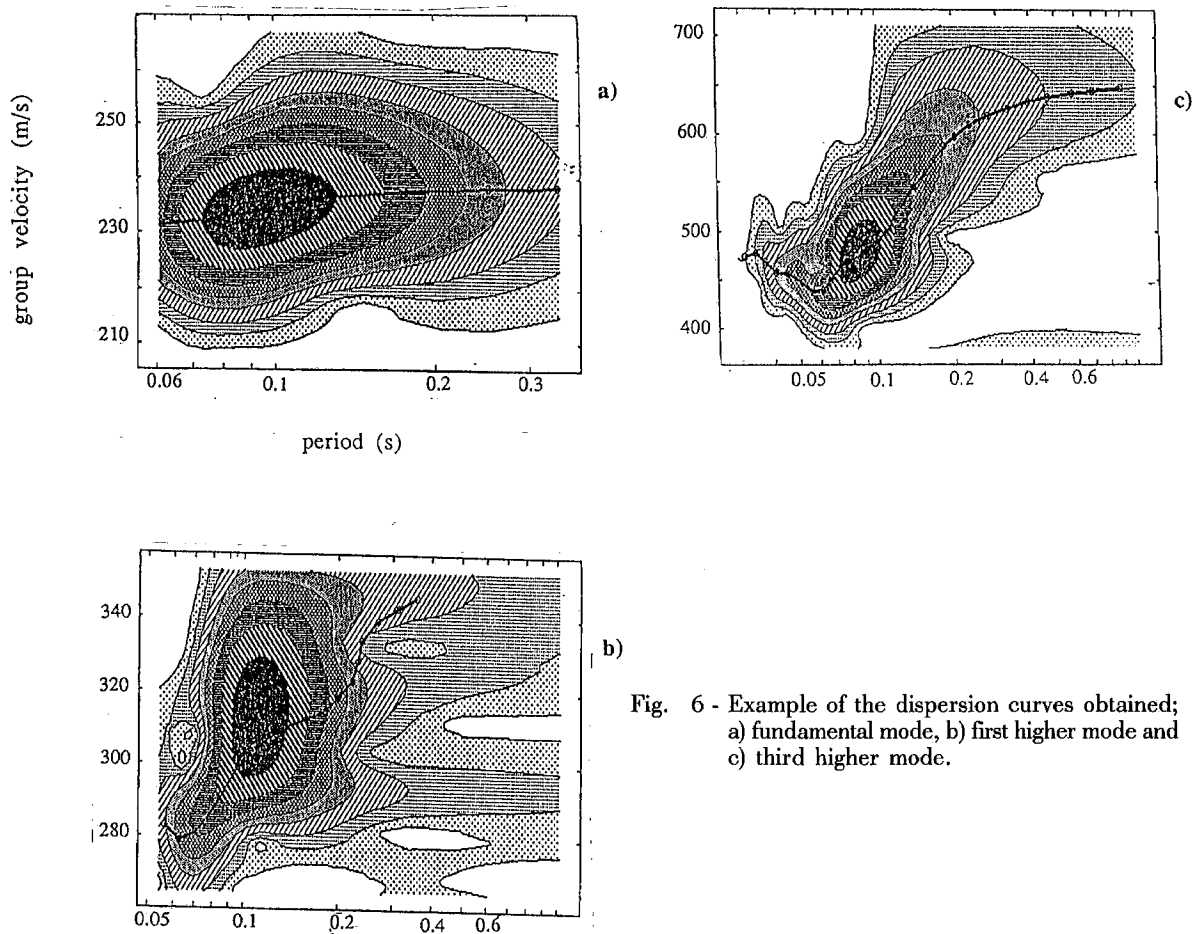 a)
group velocity (m/s)
250
230
210
0.06 0.1 0.2 0.3
period (s)
c)
700
600
500
400
0.05 0.1 0.2 0.4 0.6
b)
340
320
300
280
0.05 0.1 0.2 0.4 0.6
Fig. 6 - Example of the dispersion curves obtained;
a) fundamental mode, b) first higher mode and
c) third higher mode.